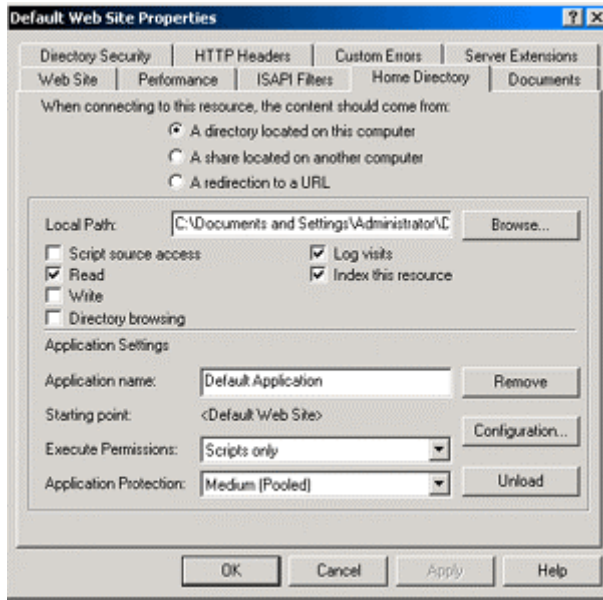 Default Web Site Properties
Directory Security HTTP Headers Custom Errors Server Extensions
Web Site Performance ISAPI Filters Home Directory Documents
When connecting to this resource, the content should come from:
A directory located on this computer
A share located on another computer
A redirection to a URL
Local Path: C:\Documents and Settings\Administrator\D Browse...
Script source access Log visits
Read Index this resource
Write
Directory browsing
Application Settings
Application name: Default Application Remove
Starting point: <Default Web Site>
Configuration...
Execute Permissions: Scripts only
Application Protection: Medium (Pooled) Unload
OK Cancel Apply Help